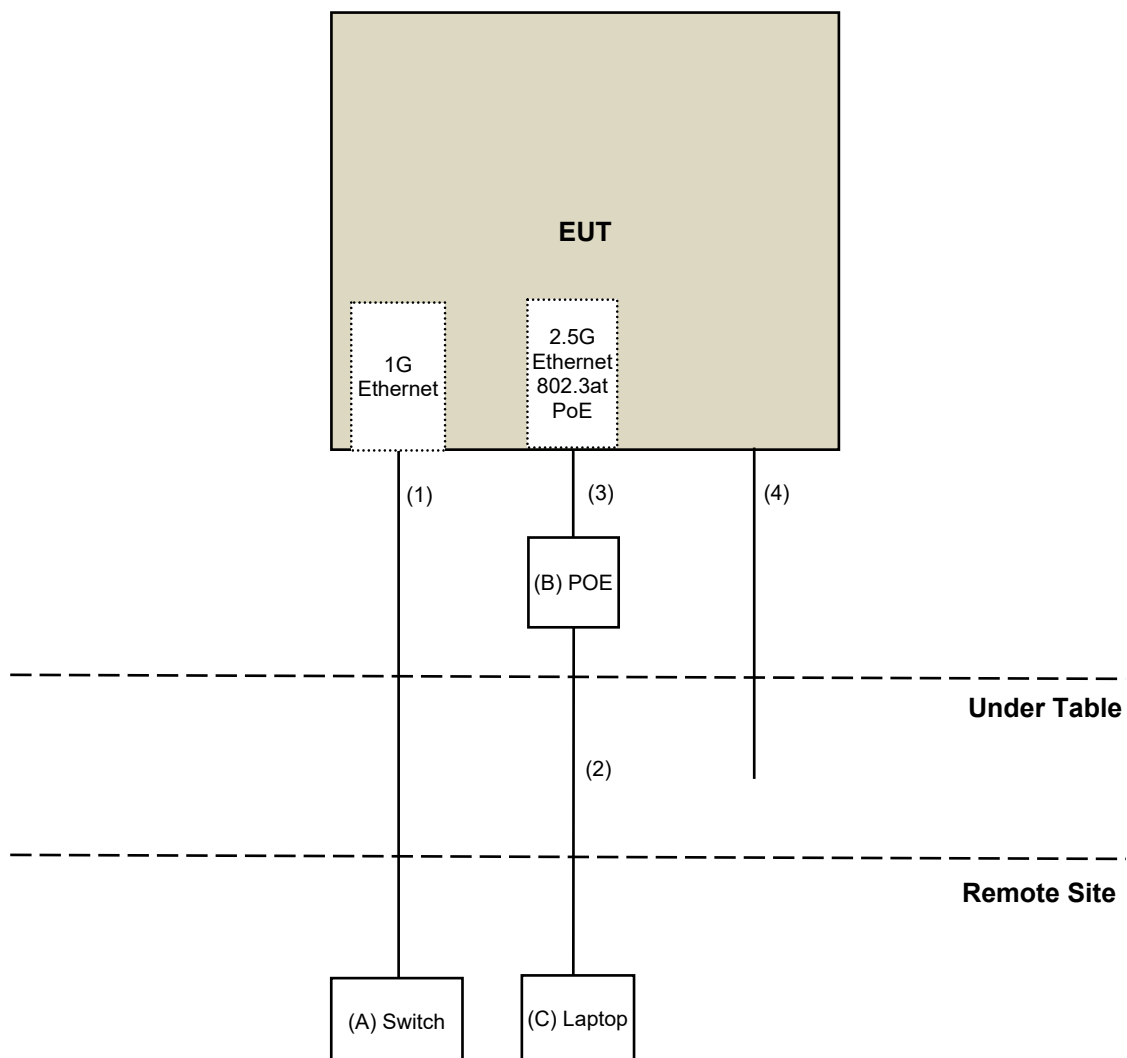 EUT
1G
Ethernet
2.5G
Ethernet
802.3at
PoE
(1)
(3)
(4)
(B) POE
Under Table
(2)
Remote Site
(A) Switch
(C) Laptop